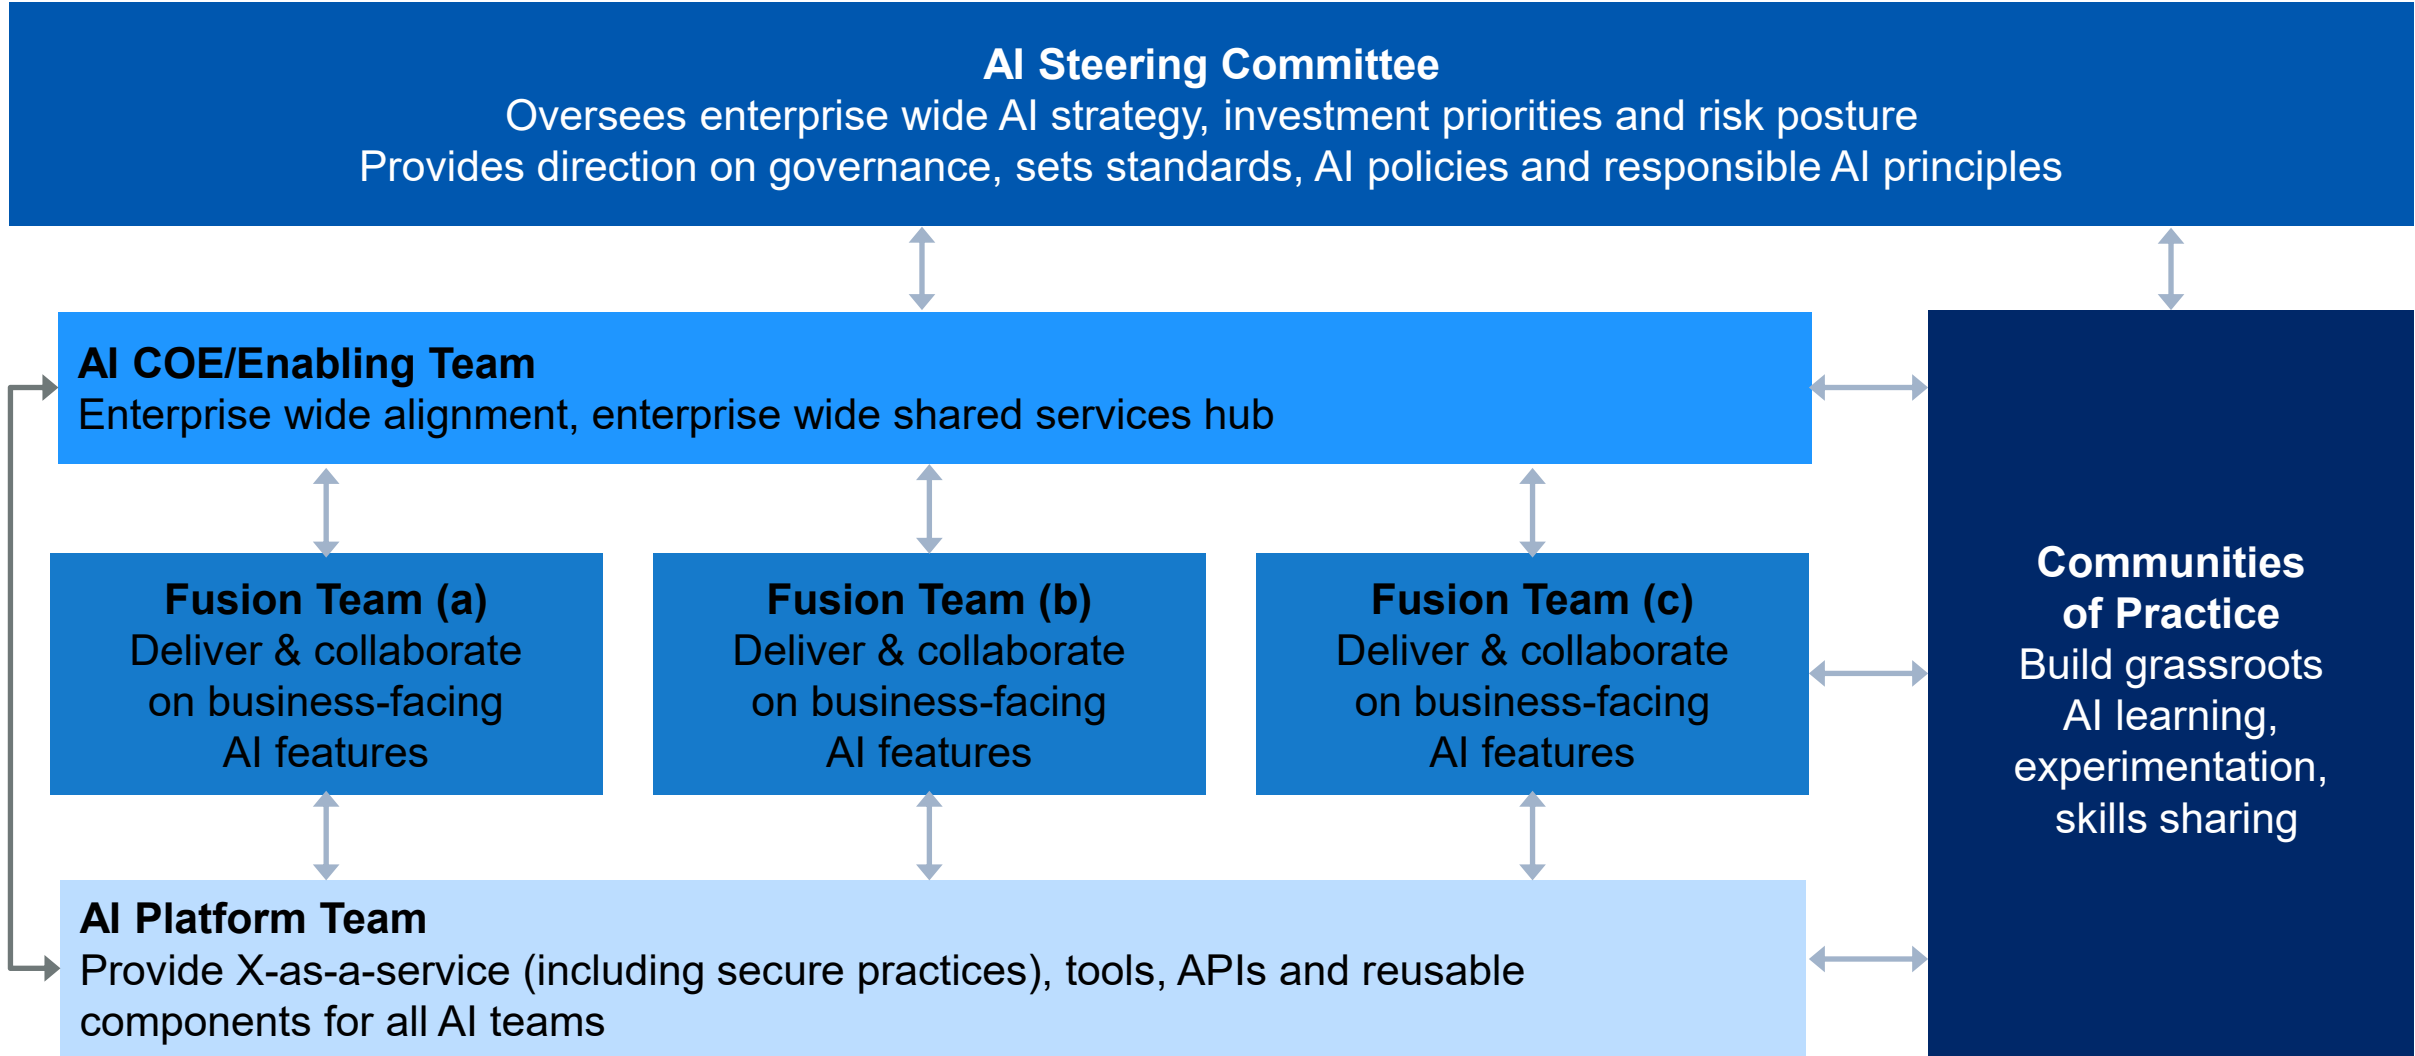 AI Steering Committee
Oversees enterprise wide AI strategy, investment priorities and risk posture
Provides direction on governance, sets standards, AI policies and responsible AI principles
AI COE/Enabling Team
Enterprise wide alignment, enterprise wide shared services hub
Fusion Team (a)
Deliver & collaborate
on business-facing
AI features
Fusion Team (b)
Deliver & collaborate
on business-facing
AI features
Fusion Team (c)
Deliver & collaborate
on business-facing
AI features
Communities
of Practice
Build grassroots
AI learning,
experimentation,
skills sharing
AI Platform Team
Provide X-as-a-service (including secure practices), tools, APIs and reusable
components for all AI teams